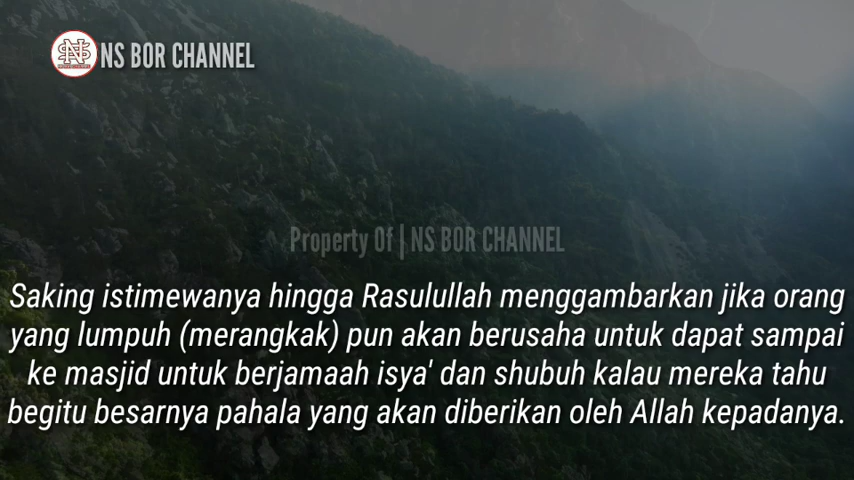 NS BOR CHANNEL
Property Of | NS BOR CHANNEL
Saking istimewanya hingga Rasulullah menggambarkan jika orang
yang lumpuh (merangkak) pun akan berusaha untuk dapat sampai
ke masjid untuk berjamaah isya' dan shubuh kalau mereka tahu
begitu besarnya pahala yang akan diberikan oleh Allah kepadanya.